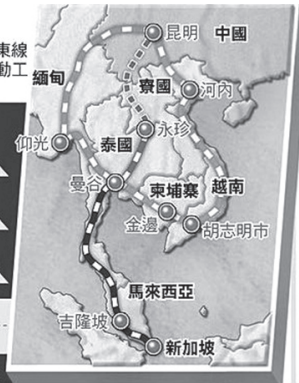 東線
動工
昆明
中國
緬甸
寮國
河內
永珍
仰光
泰國
曼谷
柬埔寨
越南
金邊
胡志明市
馬來西亞
吉隆坡
新加坡